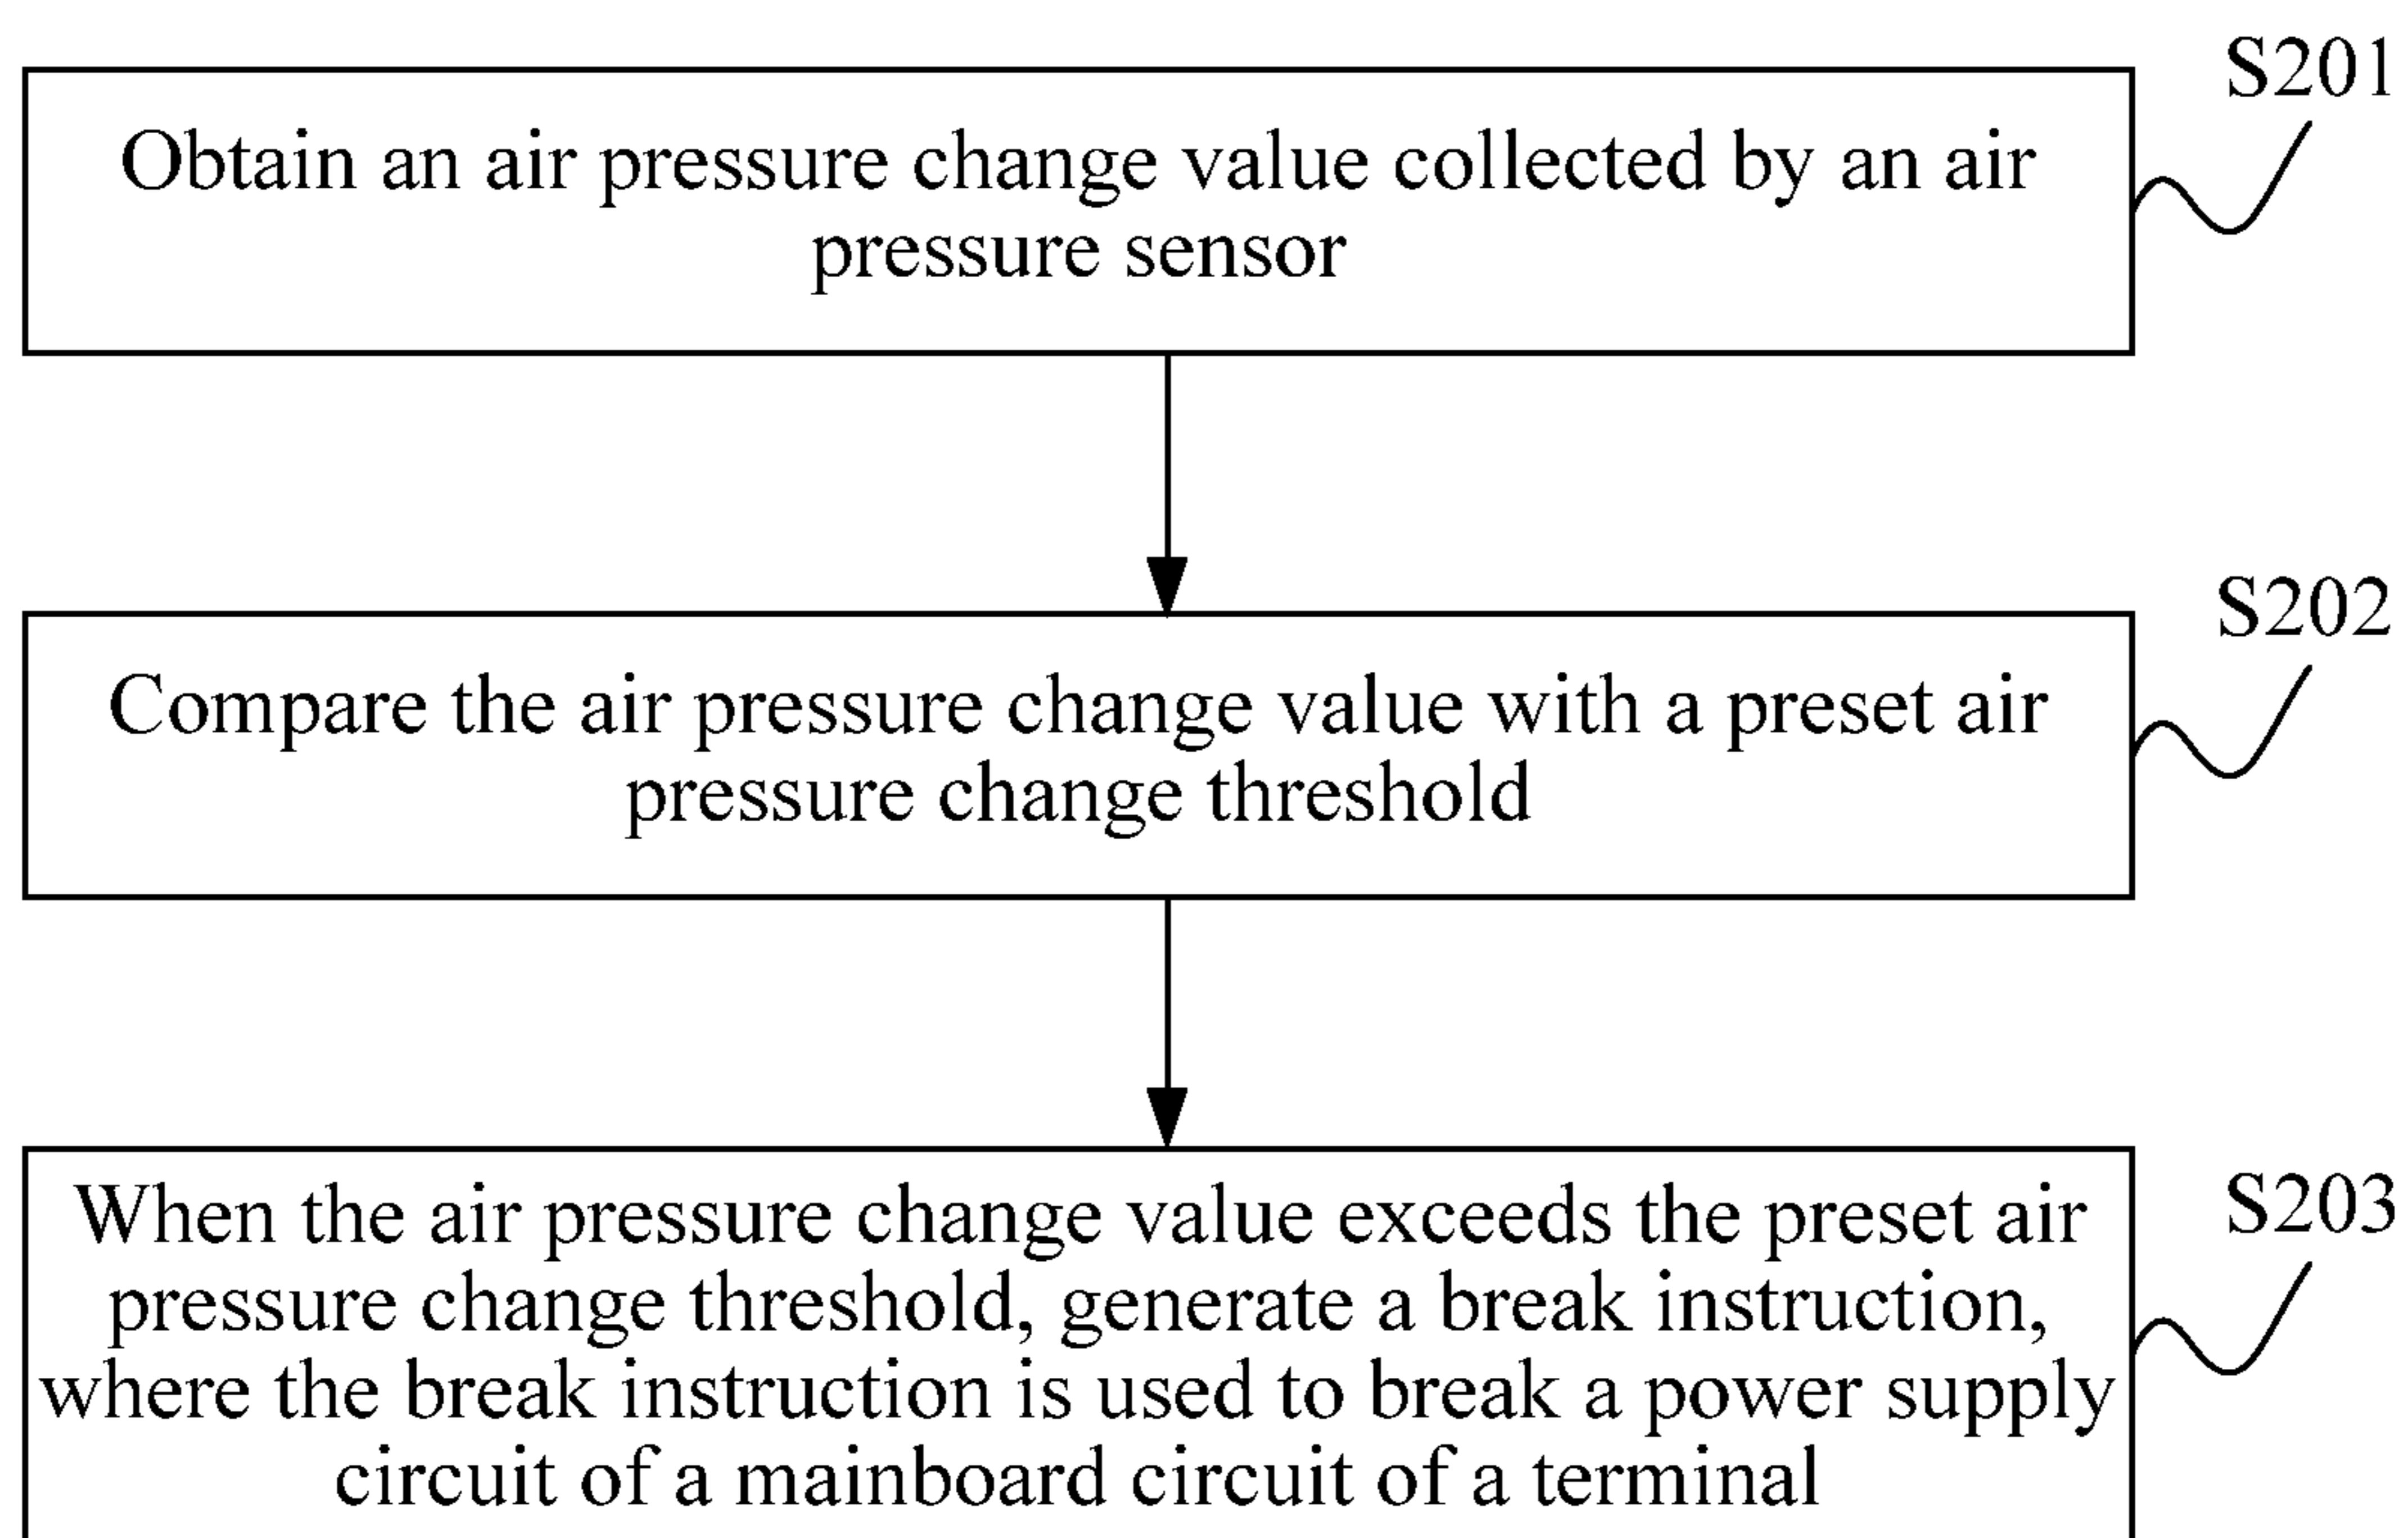 S201
Obtain an air pressure change value collected by an air
pressure sensor
S202
Compare the air pressure change value with a preset air
pressure change threshold
S203
When the air pressure change value exceeds the preset air
pressure change threshold, generate a break instruction,
where the break instruction is used to break a power supply
circuit of a mainboard circuit of a terminal